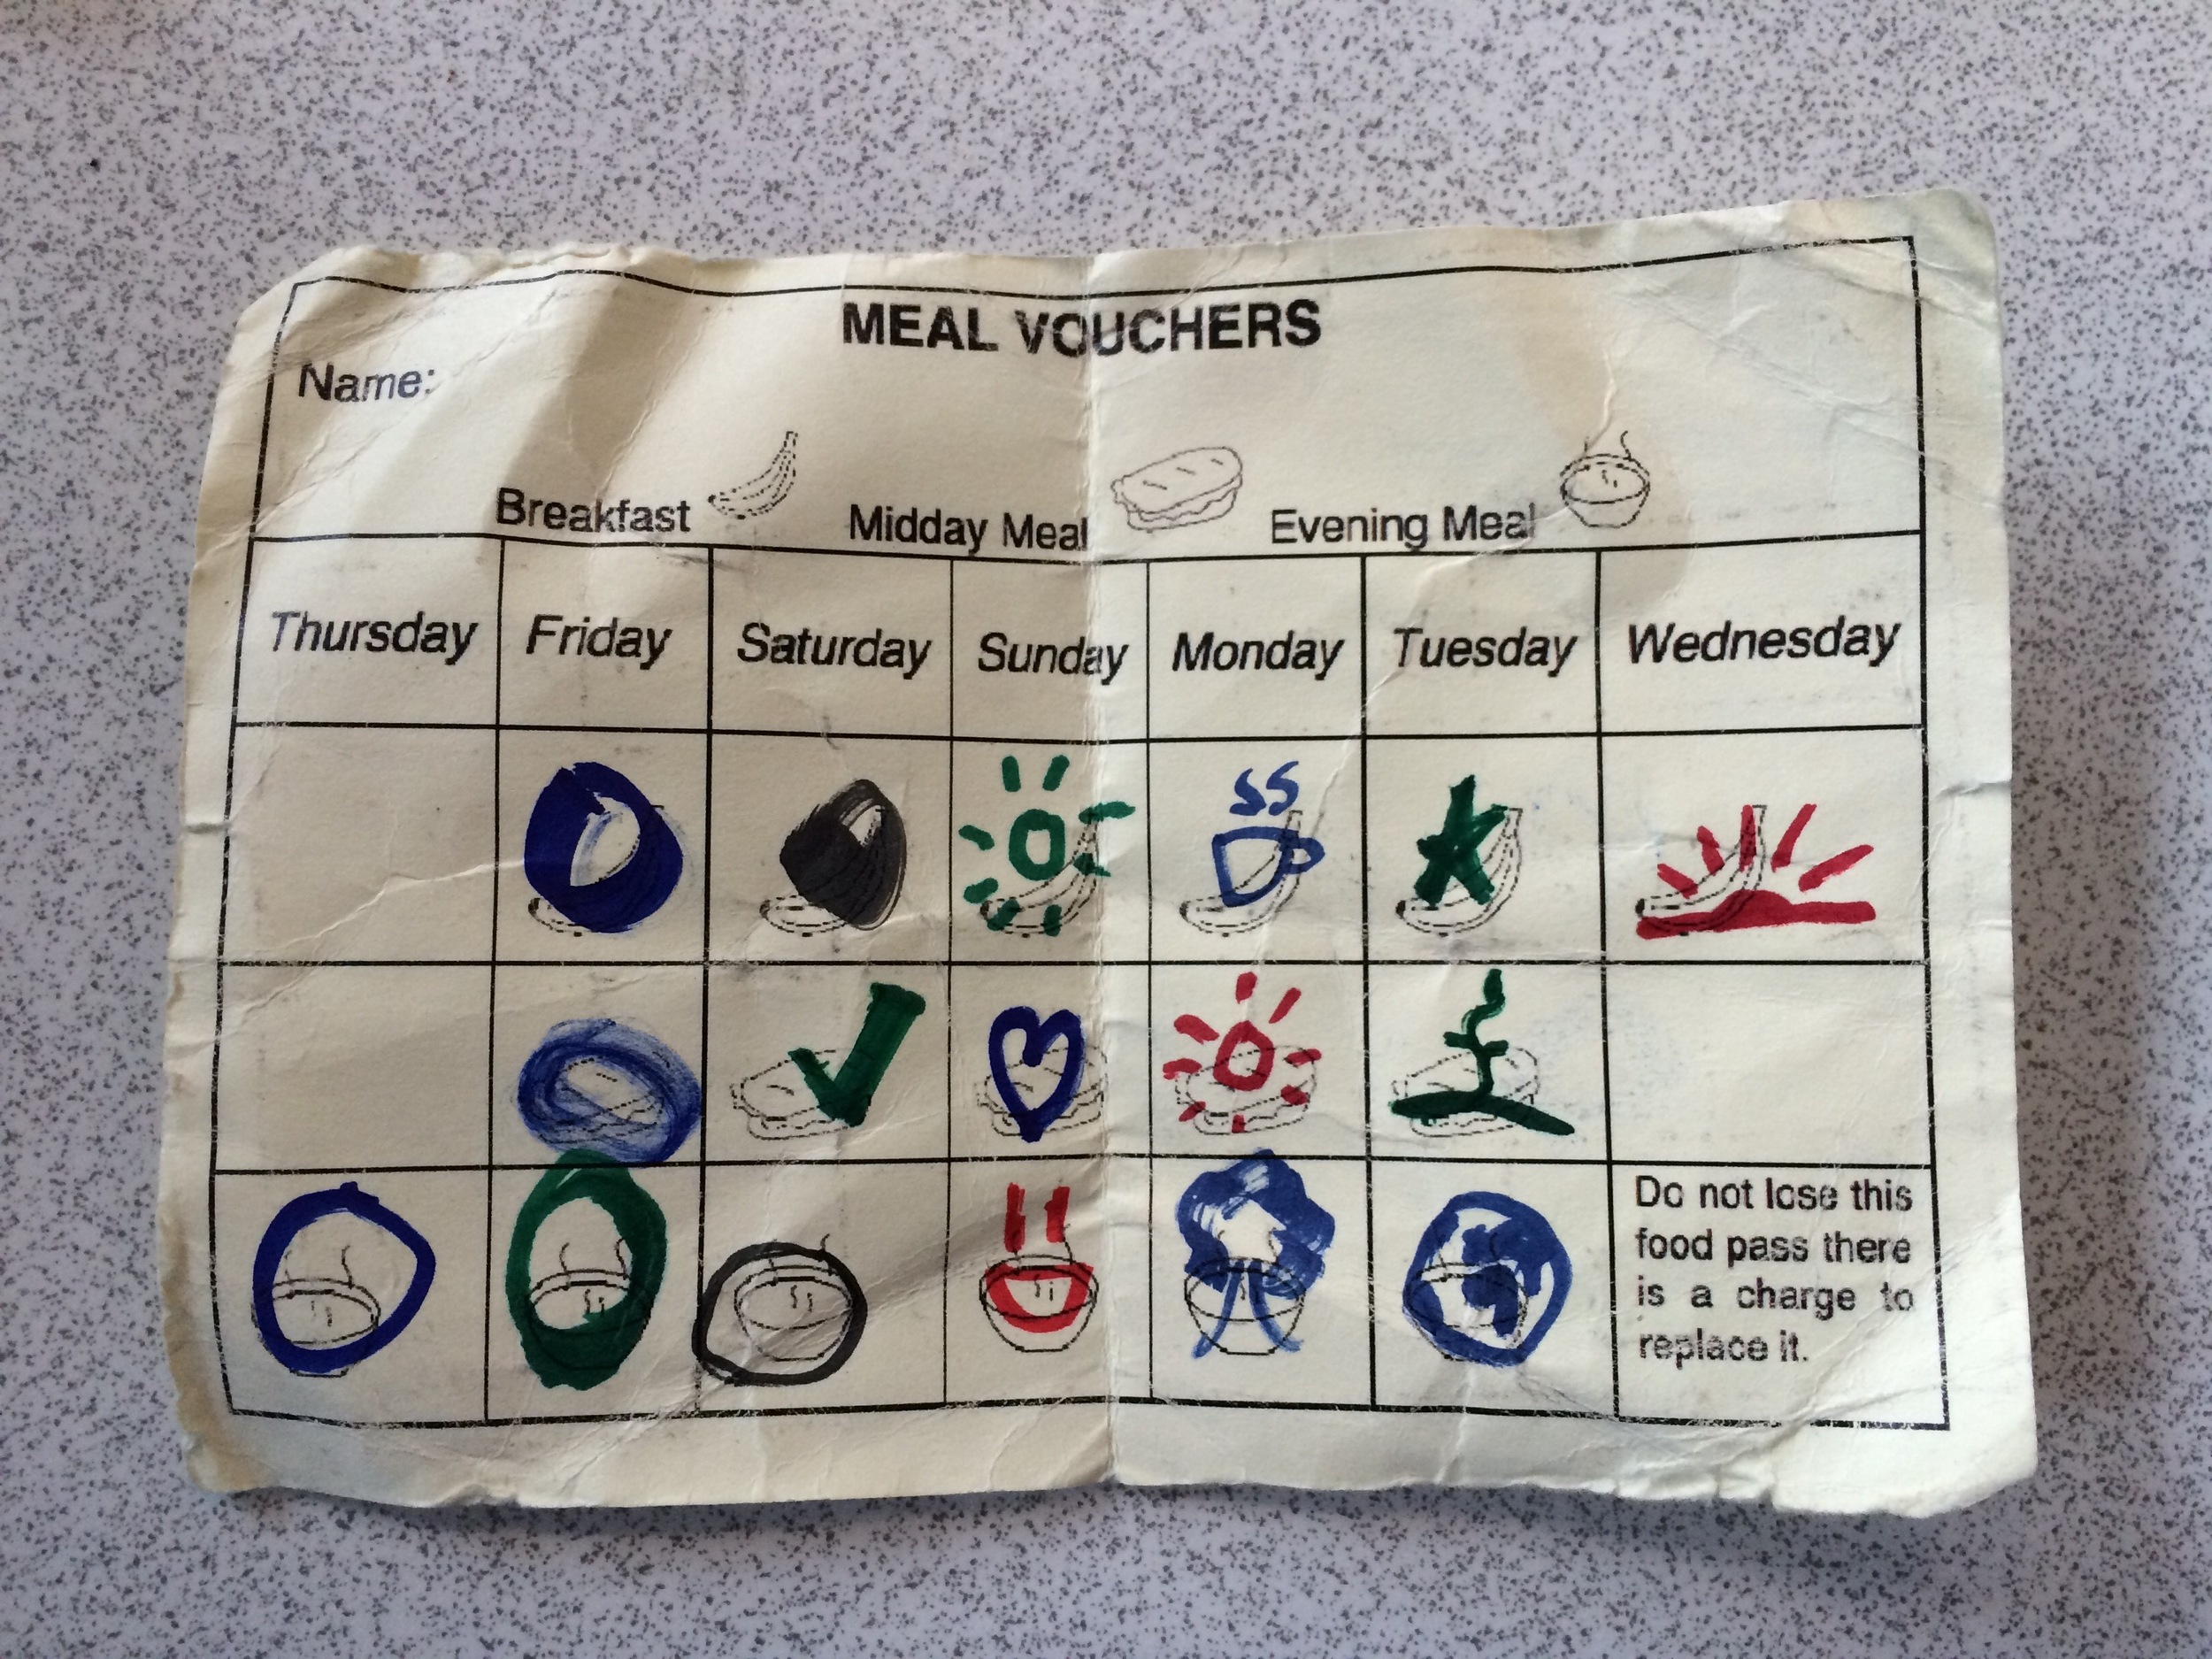 MEAL VOUCHERS
Name:
Breakfast Midday Meal Evening Meal
Thursday Friday Saturday Sunday Monday Tuesday Wednesday
Do not lose this
food pass there
is a charge to
replace it.